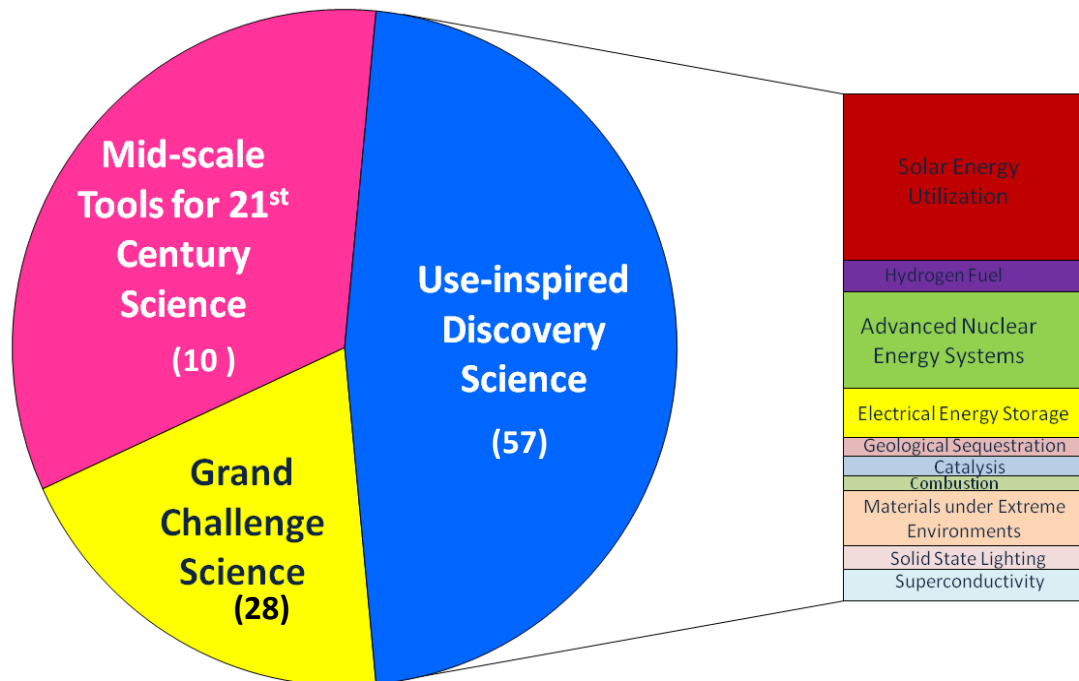 Mid-scale
Tools for 21st
Century
Science
(10 )
Use-inspired
Discovery
Science
(57)
Grand
Challenge
Science
(28)
Solar Energy
Utilization
Hydrogen Fuel
Advanced Nuclear
Energy Systems
Electrical Energy Storage
Geological Sequestration
Catalysis
Combustion
Materials under Extreme
Environments
Solid State Lighting
Superconductivity